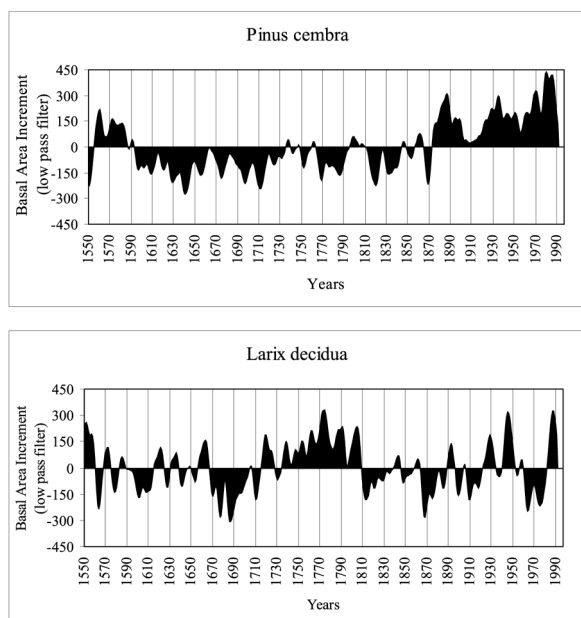 Pinus cembra
Basal Area Increment
(low pass filter)
450
300
150
0
-150
-300
-450
1550 1570 1590 1610 1630 1650 1670 1690 1710 1730 1750 1770 1790 1810 1830 1850 1870 1890 1910 1930 1950 1970 1990
Years
Larix decidua
Basal Area Increment
(low pass filter)
450
300
150
0
-150
-300
-450
1550 1570 1590 1610 1630 1650 1670 1690 1710 1730 1750 1770 1790 1810 1830 1850 1870 1890 1910 1930 1950 1970 1990
Years